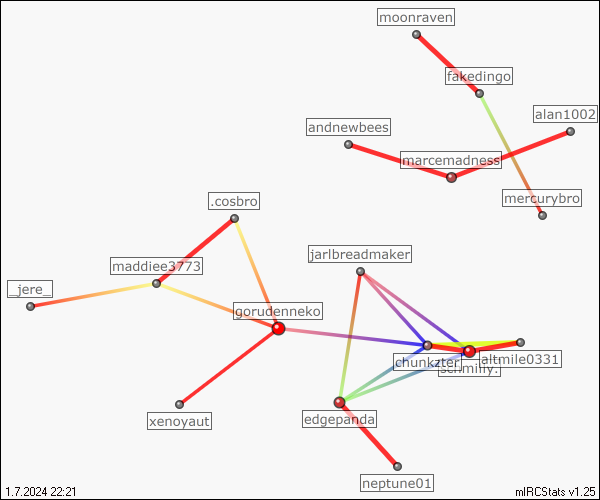 moonraven
fakedingo
alan1002
andnewbees
marcemadness
mercurybro
.cosbro
jarlbreadmaker
maddiee3773
_jere_
gorudenneko
chunkzter
altmile0331
xenoyaut
edgepanda
neptune01
1.7.2024 22:21
mIRCStats v1.25